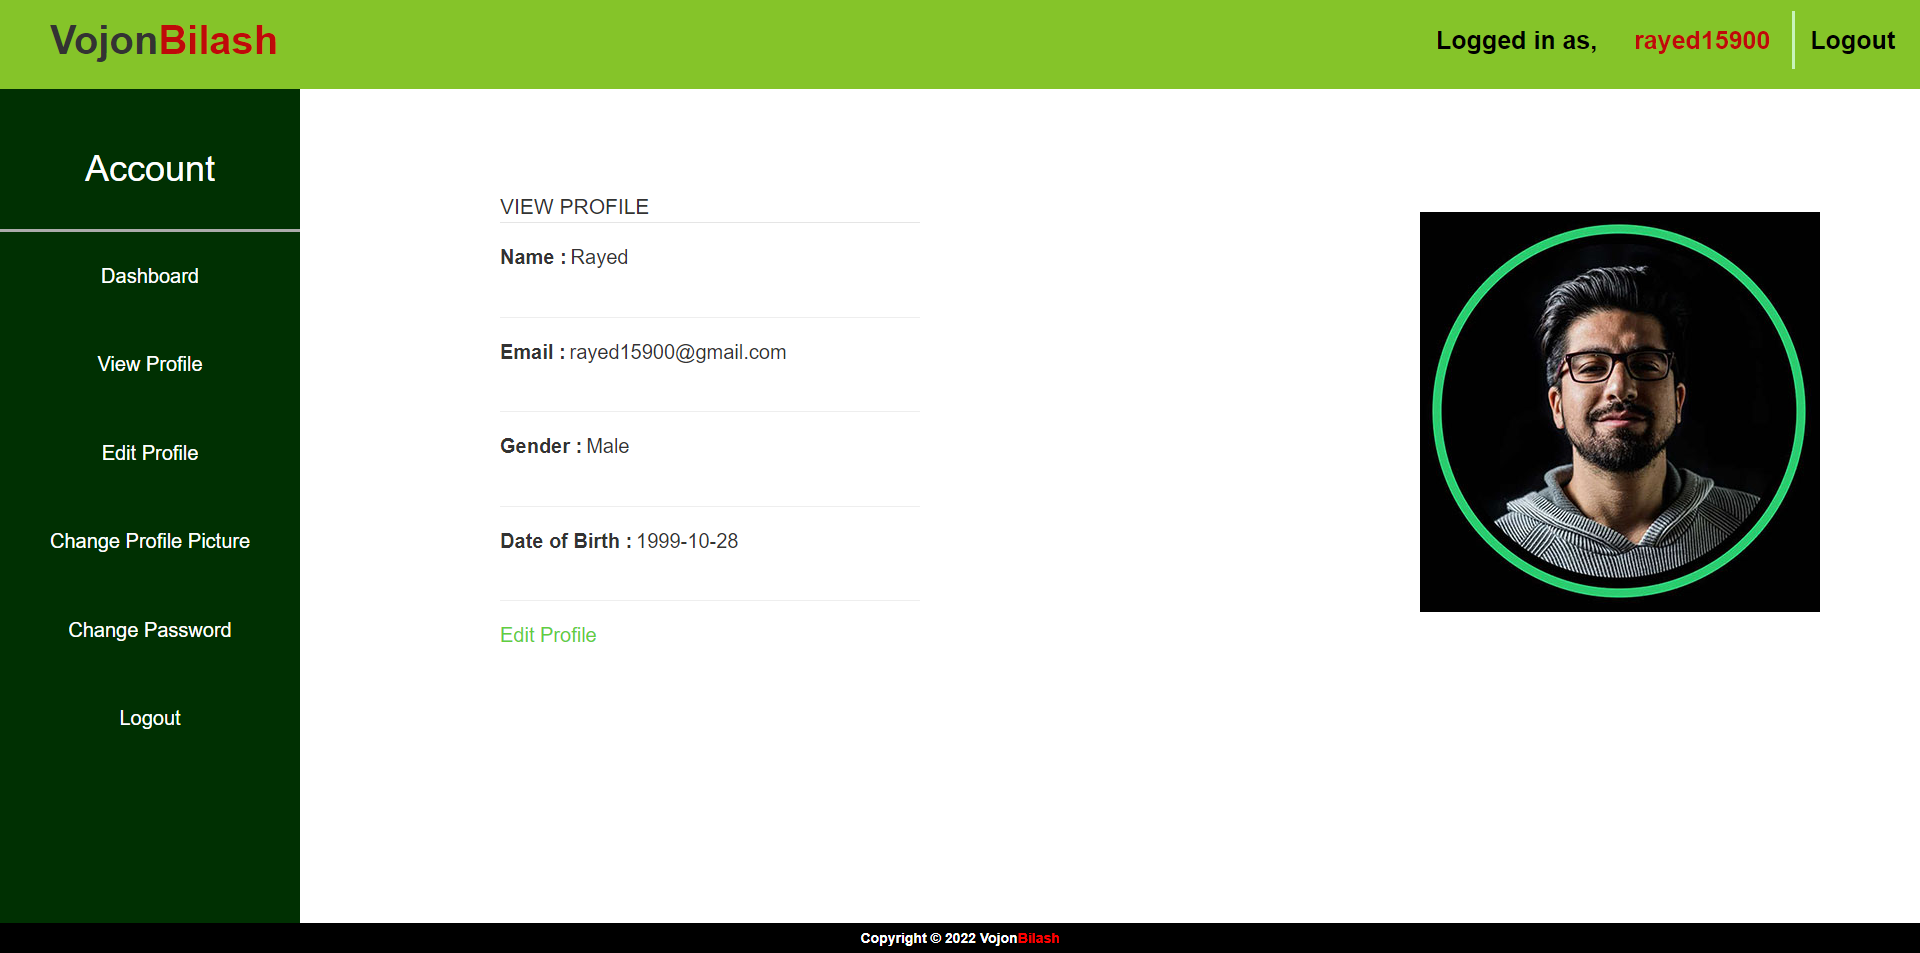 VojonBilash
Logged in as, rayed15900 Logout
Account
Dashboard
View Profile
Edit Profile
Change Profile Picture
Change Password
Logout
VIEW PROFILE
Name : Rayed
Email : rayed15900@gmail.com
Gender : Male
Date of Birth : 1999-10-28
Edit Profile
Copyright © 2022 VojonBilash